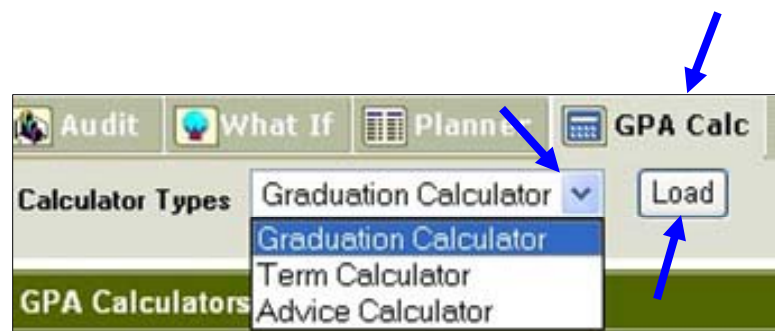 Audit What If Planner GPA Calc
Calculator Types Graduation Calculator Load
Graduation Calculator
Term Calculator
GPA Calculators Advice Calculator